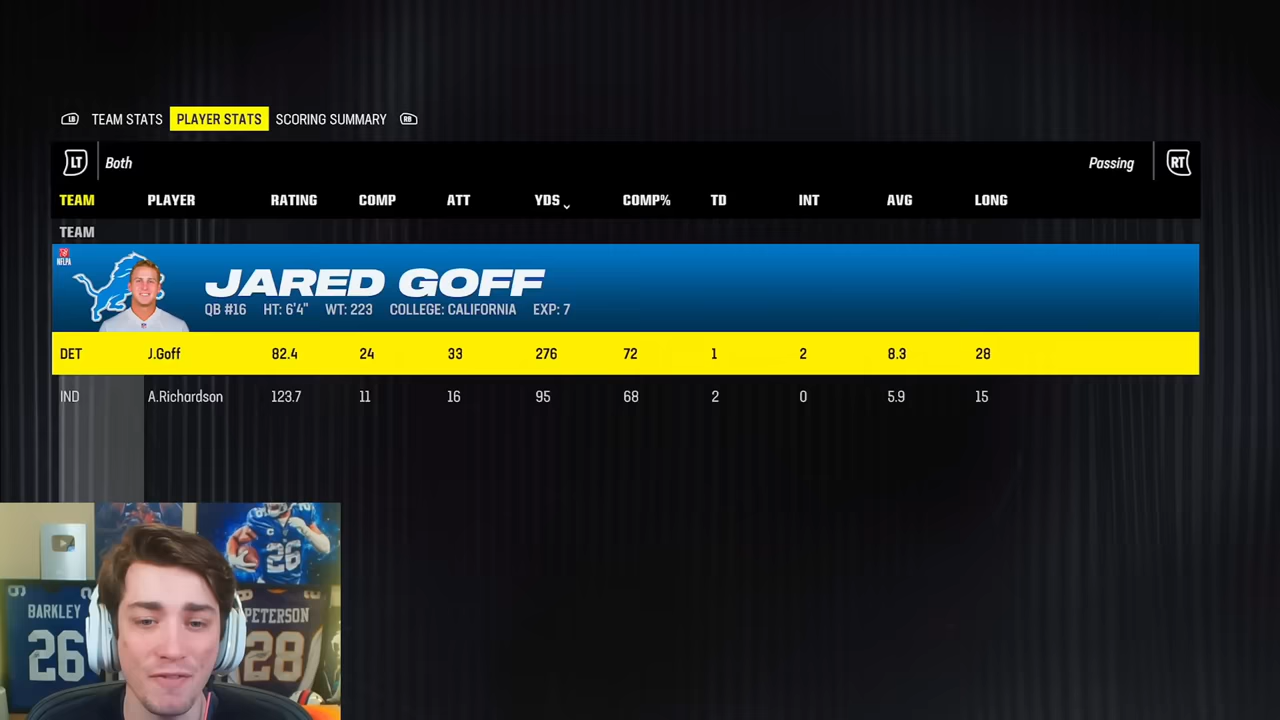 LB TEAM STATS PLAYER STATS SCORING SUMMARY RB
LT Both Passing RT
TEAM PLAYER RATING COMP ATT YDS COMP% TD INT AVG LONG
TEAM
NFLPA
JARED GOFF
QB #16 HT: 6'4" WT: 223 COLLEGE: CALIFORNIA EXP: 7
DET J.Goff 82.4 24 33 276 72 1 2 8.3 28
IND A.Richardson 123.7 11 16 95 68 2 0 5.9 15
26
BARKLEY
26
PETERSON
28